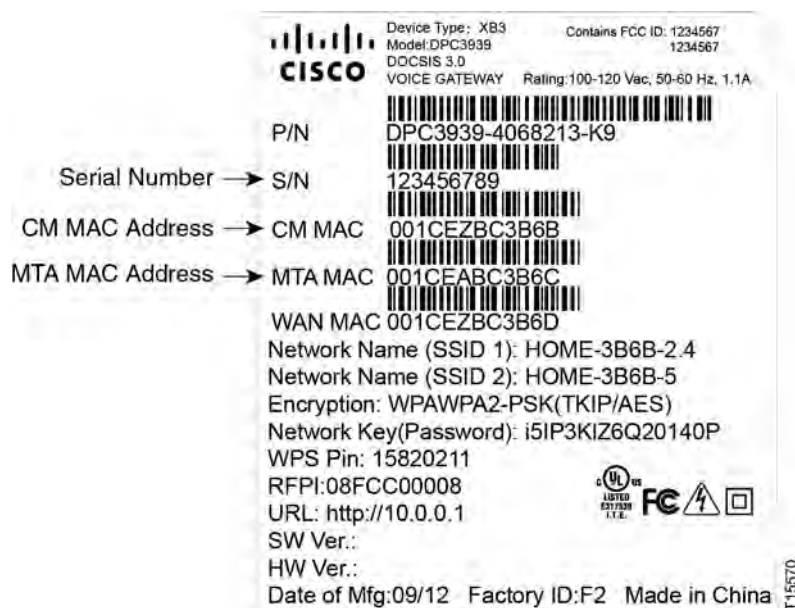 CISCO
Device Type: XB3
Model:DPC3939
DOCSIS 3.0
VOICE GATEWAY
Contains FCC ID: 1234567
1234567
Rating:100-120 Vac, 50-60 Hz, 1.1A
P/N DPC3939-4068213-K9
Serial Number S/N 123456789
CM MAC Address CM MAC 001CEZBC3B6B
MTA MAC Address MTA MAC 001CEABC3B6C
WAN MAC 001CEZBC3B6D
Network Name (SSID 1): HOME-3B6B-2.4
Network Name (SSID 2): HOME-3B6B-5
Encryption: WPAWPA2-PSK(TKIP/AES)
Network Key(Password): i5IP3KIZ6Q20140P
WPS Pin: 15820211
RFPI:08FCC00008
URL: http://10.0.0.1
C UL US
LISTED
I.T.E.
FC
SW Ver.:
HW Ver.:
Date of Mfg:09/12 Factory ID:F2 Made in China